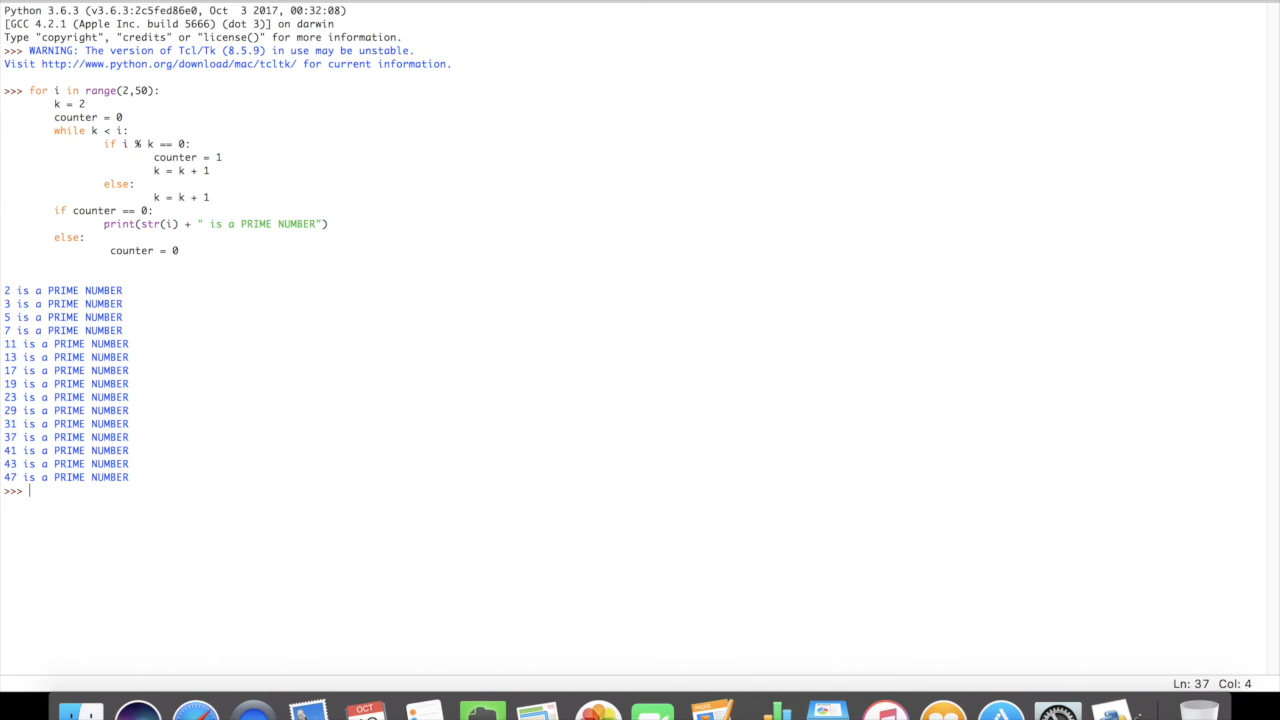 Python 3.6.3 (v3.6.3:2c5fed86e0, Oct  3 2017, 00:32:08)
[GCC 4.2.1 (Apple Inc. build 5666) (dot 3)] on darwin
Type "copyright", "credits" or "license()" for more information.
>>> WARNING: The version of Tcl/Tk (8.5.9) in use may be unstable.
Visit http://www.python.org/download/mac/tcltk/ for current information.
>>> for i in range(2,50):
        k = 2
        counter = 0
        while k < i:
                if i % k == 0:
                        counter = 1
                        k = k + 1
                else:
                        k = k + 1
        if counter == 0:
                print(str(i) + " is a PRIME NUMBER")
        else:
                 counter = 0
2 is a PRIME NUMBER
3 is a PRIME NUMBER
5 is a PRIME NUMBER
7 is a PRIME NUMBER
11 is a PRIME NUMBER
13 is a PRIME NUMBER
17 is a PRIME NUMBER
19 is a PRIME NUMBER
23 is a PRIME NUMBER
29 is a PRIME NUMBER
31 is a PRIME NUMBER
37 is a PRIME NUMBER
41 is a PRIME NUMBER
43 is a PRIME NUMBER
47 is a PRIME NUMBER
>>>
Ln: 37 Col: 4
OCT